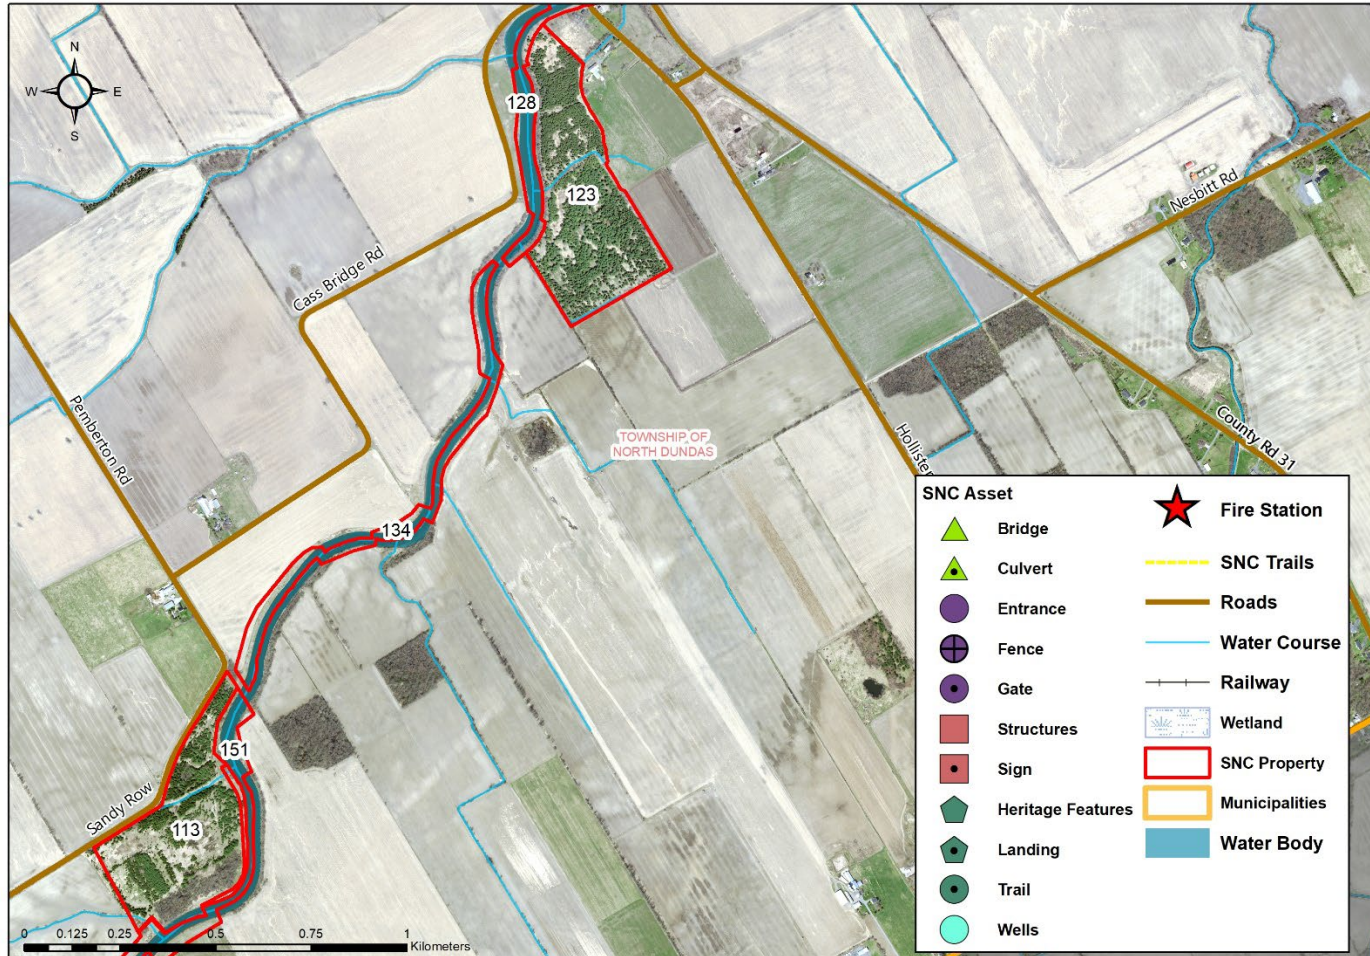 N
W
E
S
128
123
Nesbitt Rd
Cass Bridge Rd
Pemberton Rd
TOWNSHIP OF
NORTH DUNDAS
County Rd 31
Hollister
134
151
Sandy Row
113
0 0.125 0.25 0.5 0.75 1
Kilometers
SNC Asset
Bridge
Culvert
Entrance
Fence
Gate
Structures
Sign
Heritage Features
Landing
Trail
Wells
Fire Station
SNC Trails
Roads
Water Course
Railway
Wetland
SNC Property
Municipalities
Water Body